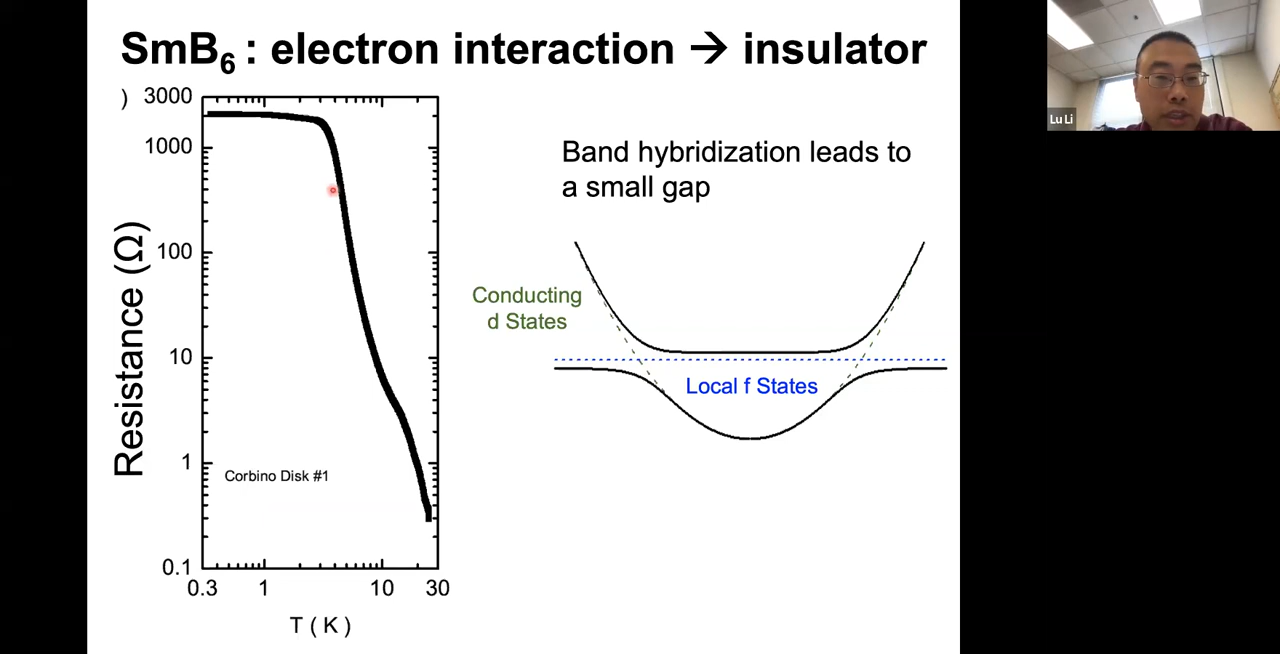 SmB6 : electron interaction → insulator
)
3000
1000
100
10
1
0.1
Resistance (Ω)
Corbino Disk #1
0.3 1 10 30
T ( K )
Band hybridization leads to
a small gap
Conducting
d States
Local f States
Lu Li